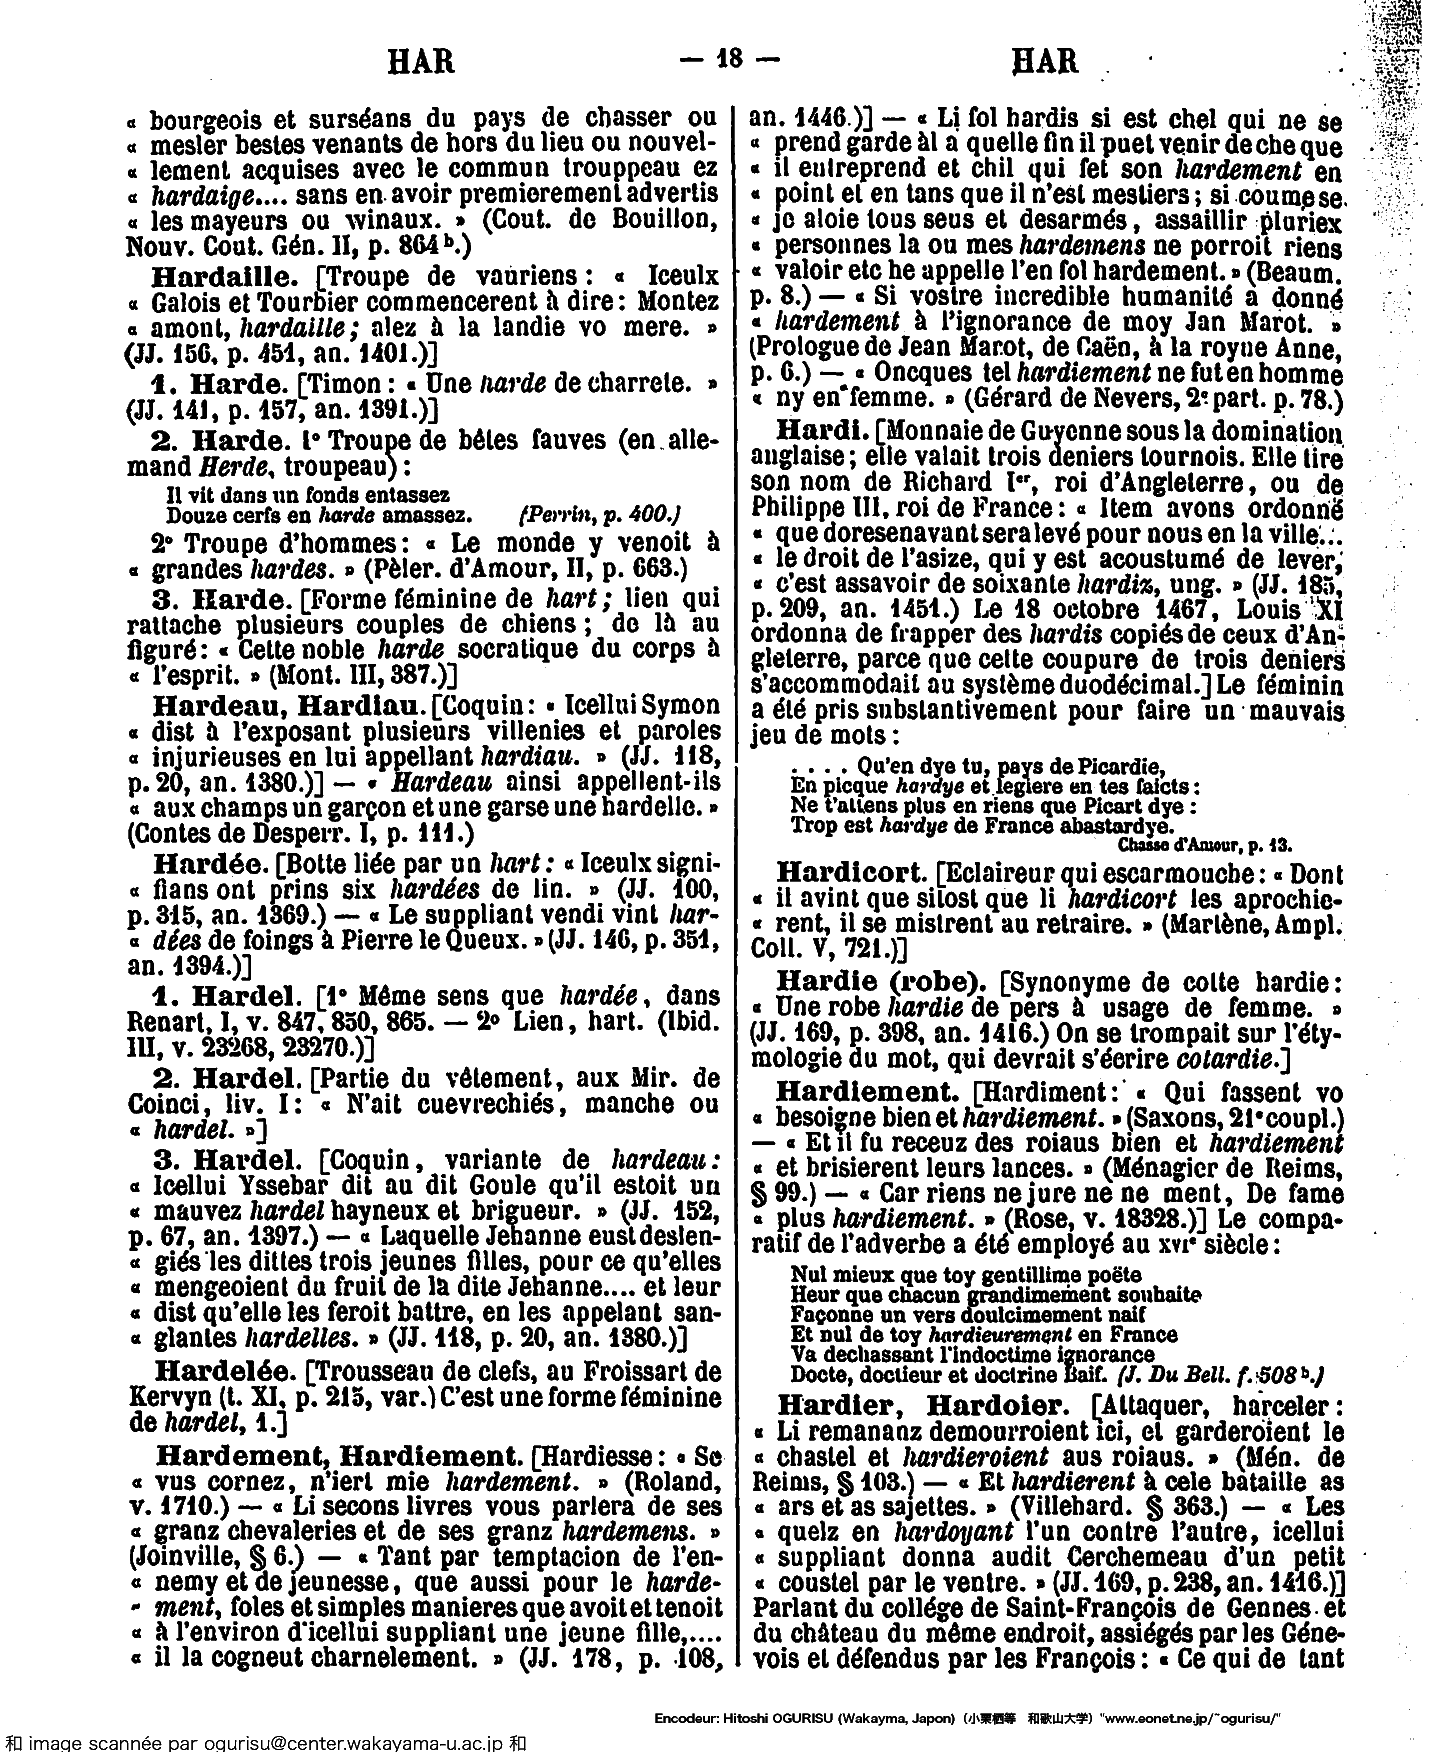 HAR — 18 — HAR
« bourgeois et surséans du pays de chasser ou
« mesler bestes venants de hors du lieu ou nouvel-
« lement acquises avec le commun trouppeau ez
« hardaige.... sans en avoir premierement advertis
« les mayeurs ou winaux. » (Cout. de Bouillon,
Nouv. Cout. Gén. II, p. 864ᵇ.)
Hardaille. [Troupe de vauriens : « Iceulx
« Galois et Tourbier commencerent à dire : Montez
« amont, hardaille ; alez à la landie vo mere. »
(JJ. 156, p. 451, an. 1401.)]
1. Harde. [Timon : « Une harde de charrete. »
(JJ. 141, p. 157, an. 1391.)]
2. Harde. 1° Troupe de bêtes fauves (en alle-
mand Herde, troupeau) :
Il vit dans un fonds entassez
Douze cerfs en harde amassez. (Perrin, p. 400.)
2° Troupe d'hommes : « Le monde y venoit à
« grandes hardes. » (Pèler. d'Amour, II, p. 663.)
3. Harde. [Forme féminine de hart ; lien qui
rattache plusieurs couples de chiens ; de là au
figuré : « Cette noble harde socratique du corps à
« l'esprit. » (Mont. III, 387.)]
Hardeau, Hardiau. [Coquin : « Icellui Symon
« dist à l'exposant plusieurs villenies et paroles
« injurieuses en lui appellant hardiau. » (JJ. 118,
p. 20, an. 1380.)] — « Hardeau ainsi appellent-ils
« aux champs un garçon et une garse une hardelle. »
(Contes de Desperr. I, p. 111.)
Hardée. [Botte liée par un hart : « Iceulx signi-
« fians ont prins six hardées de lin. » (JJ. 100,
p. 315, an. 1369.) — « Le suppliant vendi vint har-
« dées de foings à Pierre le Queux. » (JJ. 146, p. 351,
an. 1394.)]
1. Hardel. [1° Même sens que hardée, dans
Renart, I, v. 847, 850, 865. — 2° Lien, hart. (Ibid.
III, v. 23268, 23270.)]
2. Hardel. [Partie du vêtement, aux Mir. de
Coinci, liv. I : « N'ait cuevrechiés, manche ou
« hardel. »]
3. Hardel. [Coquin, variante de hardeau :
« Icellui Yssebar dit au dit Goule qu'il estoit un
« mauvez hardel hayneux et brigueur. » (JJ. 152,
p. 67, an. 1397.) — « Laquelle Jehanne eust desten-
« giés les dittes trois jeunes filles, pour ce qu'elles
« mengeoient du fruit de la dite Jehanne.... et leur
« dist qu'elle les feroit battre, en les appelant san-
« glantes hardelles. » (JJ. 118, p. 20, an. 1380.)]
Hardelée. [Trousseau de clefs, au Froissart de
Kervyn (t. XI, p. 215, var.) C'est une forme féminine
de hardel, 1.]
Hardement, Hardiement. [Hardiesse : « Se
« vus cornez, n'iert mie hardement. » (Roland,
v. 1710.) — « Li secons livres vous parlera de ses
« granz chevaleries et de ses granz hardemens. »
(Joinville, § 6.) — « Tant par temptacion de l'en-
« nemy et de jeunesse, que aussi pour le harde-
« ment, foles et simples manieres que avoit et tenoit
« à l'environ d'icellui suppliant une jeune fille,....
« il la cogneut charnelement. » (JJ. 178, p. 108,
an. 1446.)] — « Li fol hardis si est chel qui ne se
« prend garde àl a quelle fin il puet venir de che que
« il entreprend et chil qui fet son hardement en
« point et en tans que il n'est mestiers ; si coume se
« je aloie tous seus et desarmés, assaillir pluriex
« personnes la ou mes hardemens ne porroit riens
« valoir etc he appelle l'en fol hardement. » (Beaum.
p. 8.) — « Si vostre incredible humanité a donné
« hardement à l'ignorance de moy Jan Marot. »
(Prologue de Jean Marot, de Caën, à la royne Anne,
p. 6.) — « Oncques tel hardiement ne fut en homme
« ny en femme. » (Gérard de Nevers, 2ᵉ part. p. 78.)
Hardi. [Monnaie de Guyenne sous la domination
anglaise ; elle valait trois deniers tournois. Elle tire
son nom de Richard Iᵉʳ, roi d'Angleterre, ou de
Philippe III, roi de France : « Item avons ordonné
« que doresenavant sera levé pour nous en la ville...
« le droit de l'asize, qui y est acoustumé de lever,
« c'est assavoir de soixante hardiz, ung. » (JJ. 185,
p. 209, an. 1451.) Le 18 octobre 1467, Louis XI
ordonna de frapper des hardis copiés de ceux d'An-
gleterre, parce que cette coupure de trois deniers
s'accommodait au système duodécimal.] Le féminin
a été pris substantivement pour faire un mauvais
jeu de mots :
. . . . Qu'en dye tu, pays de Picardie,
En picque hardye et legiere en tes faicts :
Ne t'attens plus en riens que Picart dye :
Trop est hardye de France abastardye.
Chasse d'Amour, p. 13.
Hardicort. [Eclaireur qui escarmouche : « Dont
« il avint que sitost que li hardicort les aprochie-
« rent, il se mistrent au retraire. » (Martène, Ampl.
Coll. V, 721.)]
Hardie (robe). [Synonyme de cotte hardie :
« Une robe hardie de pers à usage de femme. »
(JJ. 169, p. 398, an. 1416.) On se trompait sur l'éty-
mologie du mot, qui devrait s'écrire cotardie.]
Hardiement. [Hardiment : « Qui fassent vo
« besoigne bien et hardiement. » (Saxons, 21ᵉ coupl.)
— « Et il fu receuz des roiaus bien et hardiement
« et brisierent leurs lances. » (Ménagier de Reims,
§ 99.) — « Car riens ne jure ne ne ment, De fame
« plus hardiement. » (Rose, v. 18328.)] Le compa-
ratif de l'adverbe a été employé au XVIᵉ siècle :
Nul mieux que toy gentillime poëte
Heur que chacun grandimement souhaite
Façonne un vers doulcimement naif
Et nul de toy hardieurement en France
Va dechassant l'indoctime ignorance
Docte, doctieur et doctrine Baif. (J. Du Bell. f. 508ᵇ.)
Hardier, Hardoier. [Attaquer, harceler :
« Li remananz demourroient ici, et garderoient le
« chastel et hardieroient aus roiaus. » (Mén. de
Reims, § 103.) — « Et hardierent à cele bataille as
« ars et as sajettes. » (Villehard. § 363.) — « Les
« quelz en hardoyant l'un contre l'autre, icellui
« suppliant donna audit Cerchemeau d'un petit
« coustel par le ventre. » (JJ. 169, p. 238, an. 1416.)]
Parlant du collége de Saint-François de Gennes et
du château du même endroit, assiégés par les Géne-
vois et défendus par les François : « Ce qui de tant
Encodeur: Hitoshi OGURISU (Wakayma, Japon) (小栗栖等 和歌山大学) "www.eonet.ne.jp/~ogurisu/"
和 image scannée par ogurisu@center.wakayama-u.ac.jp 和